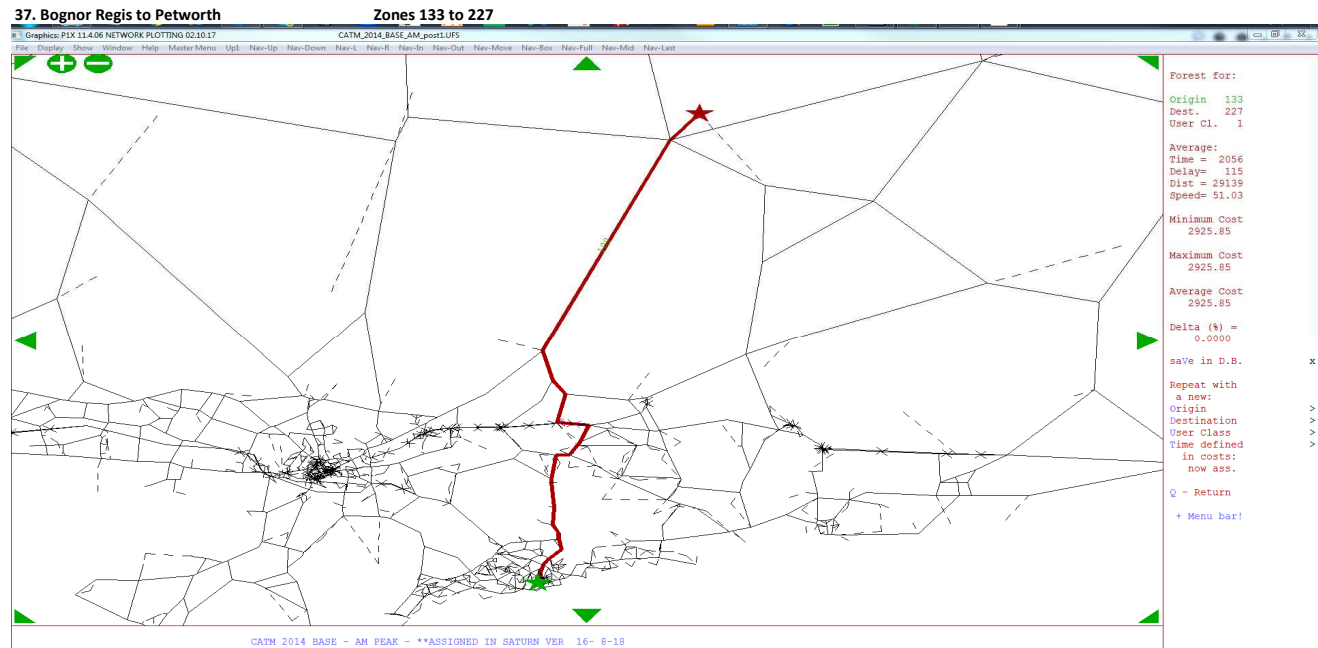 37. Bognor Regis to Petworth Zones 133 to 227
Graphics: P1X 11.4.06 NETWORK PLOTTING 02.10.17 CATM_2014_BASE_AM_post1.UFS
File Display Show Window Help Master Menu Up1 Nav-Up Nav-Down Nav-L Nav-R Nav-In Nav-Out Nav-Move Nav-Box Nav-Full Nav-Mid Nav-Last
Forest for:
Origin 133
Dest. 227
User Cl. 1
Average:
Time = 2056
Delay= 115
Dist = 29139
Speed= 51.03
Minimum Cost
2925.85
Maximum Cost
2925.85
Average Cost
2925.85
Delta (%) =
0.0000
saVe in D.B. x
Repeat with
a new:
Origin >
Destination >
User Class >
Time defined >
in costs:
now ass.
Q - Return
+ Menu bar!
100
CATM 2014 BASE - AM PEAK - **ASSIGNED IN SATURN VER 16- 8-18